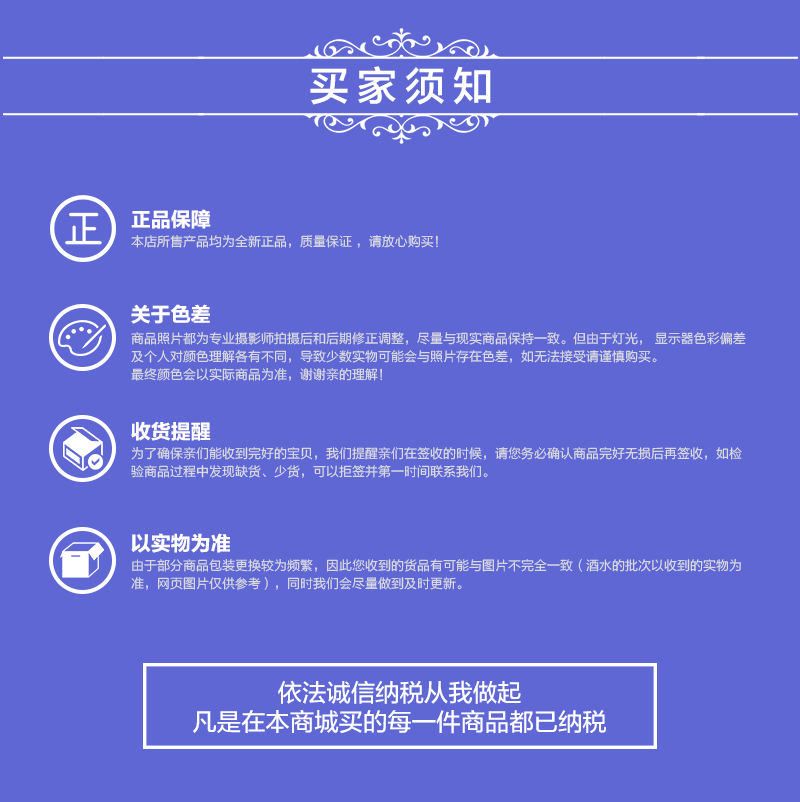 买家须知
正
正品保障
本店所售产品均为全新正品，质量保证，请放心购买！
关于色差
商品照片都为专业摄影师拍摄后和后期修正调整，尽量与现实商品保持一致。但由于灯光， 显示器色彩偏差
及个人对颜色理解各有不同，导致少数实物可能会与照片存在色差，如无法接受请谨慎购买。
最终颜色会以实际商品为准，谢谢亲的理解！
收货提醒
为了确保亲们能收到完好的宝贝，我们提醒亲们在签收的时候，请您务必确认商品完好无损后再签收，如检
验商品过程中发现缺货、少货，可以拒签并第一时间联系我们。
以实物为准
由于部分商品包装更换较为频繁，因此您收到的货品有可能与图片不完全一致（酒水的批次以收到的实物为
准，网页图片仅供参考），同时我们会尽量做到及时更新。
依法诚信纳税从我做起
凡是在本商城买的每一件商品都已纳税